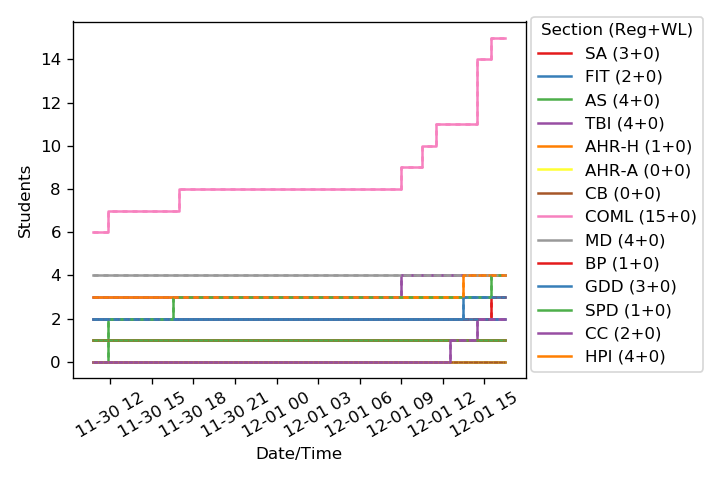 Section (Reg+WL)
SA (3+0)
FIT (2+0)
AS (4+0)
TBI (4+0)
AHR-H (1+0)
AHR-A (0+0)
CB (0+0)
COML (15+0)
MD (4+0)
BP (1+0)
GDD (3+0)
SPD (1+0)
CC (2+0)
HPI (4+0)
Students
14
12
10
8
6
4
2
0
11-30 12
11-30 15
11-30 18
11-30 21
12-01 00
12-01 03
12-01 06
12-01 09
12-01 12
12-01 15
Date/Time